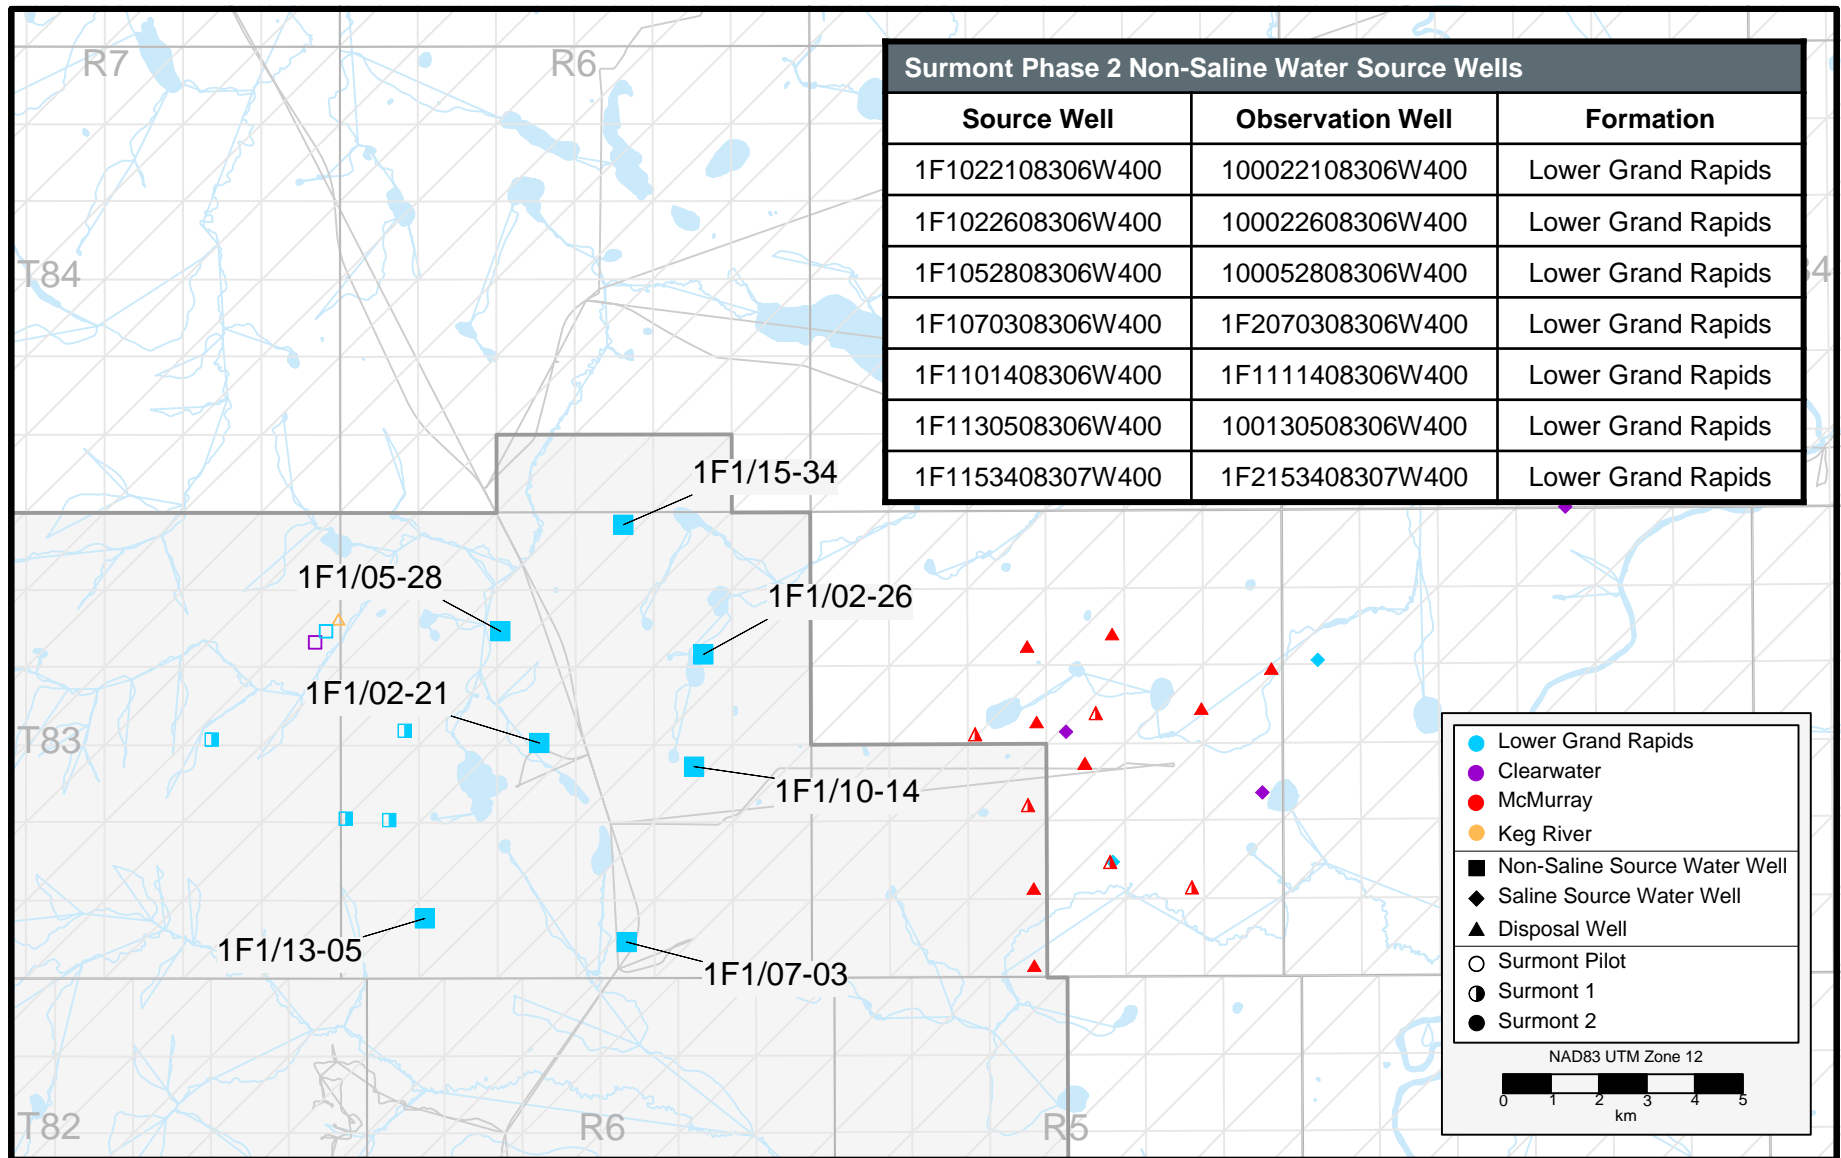 R7
R6
Surmont Phase 2 Non-Saline Water Source Wells
Source Well Observation Well Formation
1F1022108306W400 100022108306W400 Lower Grand Rapids
1F1022608306W400 100022608306W400 Lower Grand Rapids
1F1052808306W400 100052808306W400 Lower Grand Rapids
1F1070308306W400 1F2070308306W400 Lower Grand Rapids
1F1101408306W400 1F1111408306W400 Lower Grand Rapids
1F1130508306W400 100130508306W400 Lower Grand Rapids
1F1153408307W400 1F2153408307W400 Lower Grand Rapids
T84
1F1/15-34
1F1/05-28
1F1/02-26
1F1/02-21
T83
1F1/10-14
1F1/13-05
1F1/07-03
T82
R6
R5
Lower Grand Rapids
Clearwater
McMurray
Keg River
Non-Saline Source Water Well
Saline Source Water Well
Disposal Well
Surmont Pilot
Surmont 1
Surmont 2
NAD83 UTM Zone 12
0 1 2 3 4 5
km